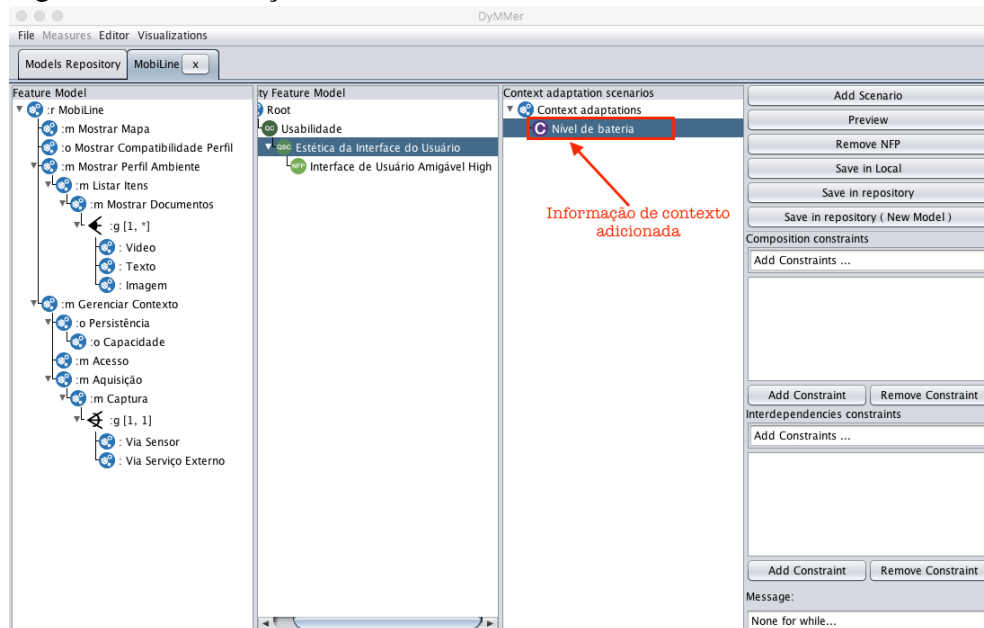 DyMMer
File Measures Editor Visualizations
Models Repository
MobiLine
x
Feature Model
:r MobiLine
:m Mostrar Mapa
:o Mostrar Compatibilidade Perfil
:m Mostrar Perfil Ambiente
:m Listar Itens
:m Mostrar Documentos
:g [1, *]
: Video
: Texto
: Imagem
:m Gerenciar Contexto
:o Persistência
:o Capacidade
:m Acesso
:m Aquisição
:m Captura
:g [1, 1]
: Via Sensor
: Via Serviço Externo
ty Feature Model
Root
QC Usabilidade
QSC Estética da Interface do Usuário
NFP Interface de Usuário Amigável High
Context adaptation scenarios
Context adaptations
C Nível de bateria
Informação de contexto
adicionada
Add Scenario
Preview
Remove NFP
Save in Local
Save in repository
Save in repository ( New Model )
Composition constraints
Add Constraints ...
Add Constraint
Remove Constraint
Interdependencies constraints
Add Constraints ...
Add Constraint
Remove Constraint
Message:
None for while...